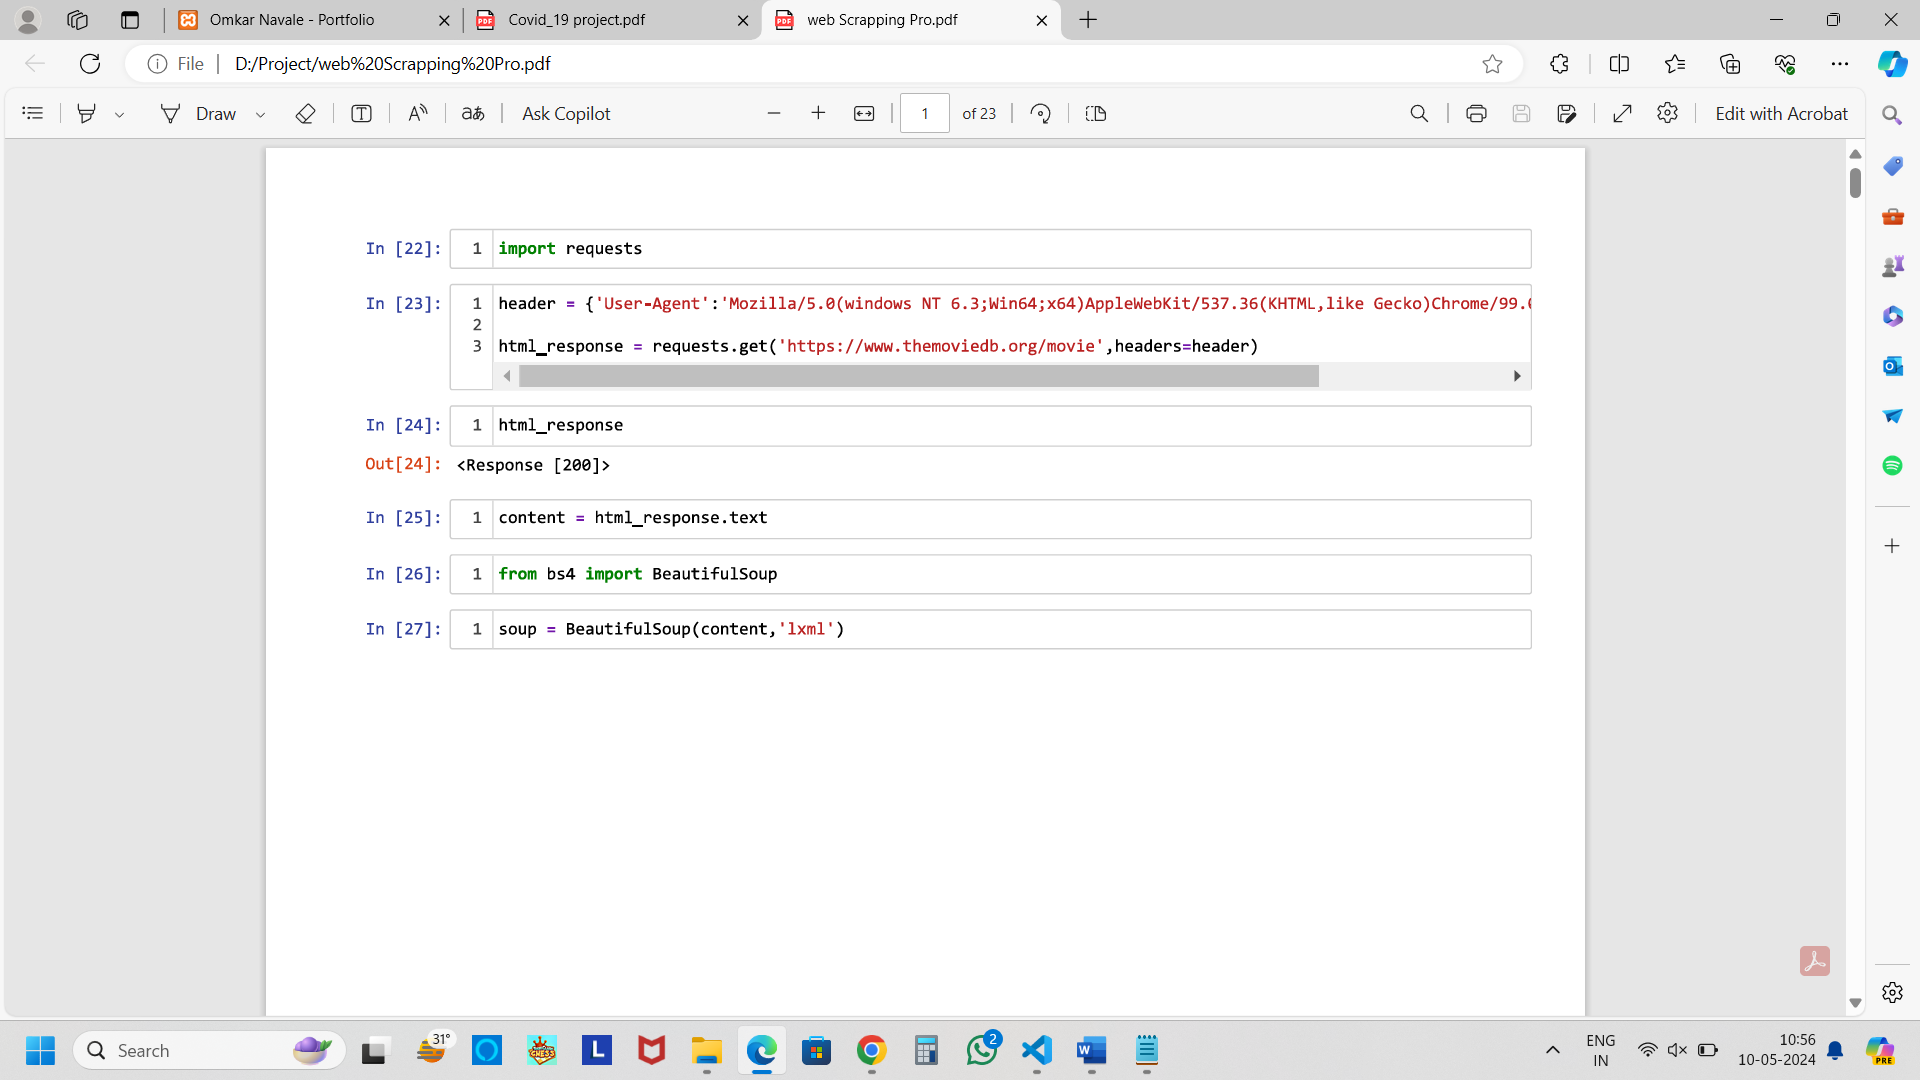 Omkar Navale - Portfolio
Covid_19 project.pdf
web Scrapping Pro.pdf
File
D:/Project/web%20Scrapping%20Pro.pdf
Draw
Ask Copilot
1
of 23
Edit with Acrobat
In [22]:
1 import requests
In [23]:
1 header = {'User-Agent':'Mozilla/5.0(windows NT 6.3;Win64;x64)AppleWebKit/537.36(KHTML,like Gecko)Chrome/99.
2
3 html_response = requests.get('https://www.themoviedb.org/movie',headers=header)
In [24]:
1 html_response
Out[24]: <Response [200]>
In [25]:
1 content = html_response.text
In [26]:
1 from bs4 import BeautifulSoup
In [27]:
1 soup = BeautifulSoup(content,'lxml')
Search
31°
CHESS
L
2
W
ENG
IN
10:56
10-05-2024
PRE